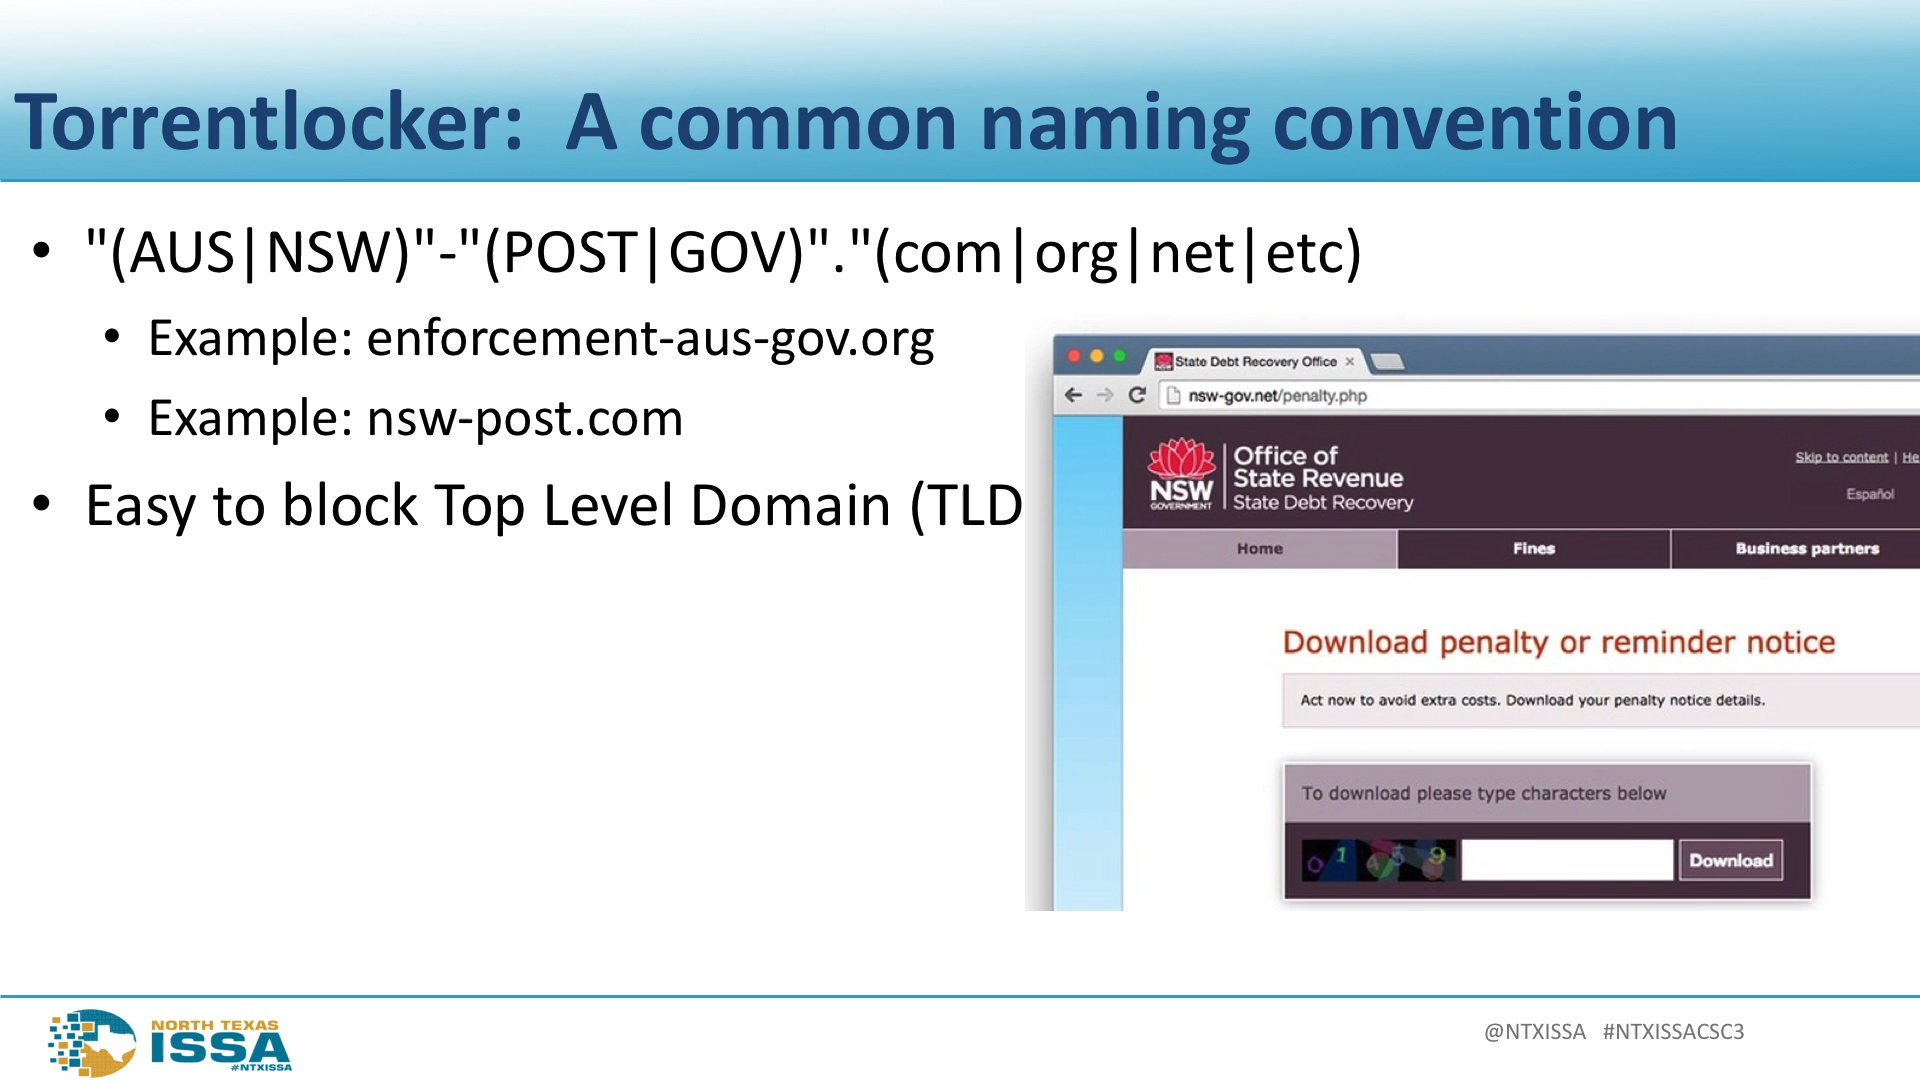 Torrentlocker:  A common naming convention
• "(AUS|NSW)"-"(POST|GOV)"."(com|org|net|etc)
• Example: enforcement-aus-gov.org
• Example: nsw-post.com
• Easy to block Top Level Domain (TLD
State Debt Recovery Office ×
nsw-gov.net/penalty.php
NSW
GOVERNMENT
Office of
State Revenue
State Debt Recovery
Skip to content | He
Español
Home Fines Business partners
Download penalty or reminder notice
Act now to avoid extra costs. Download your penalty notice details.
To download please type characters below
Download
NORTH TEXAS
ISSA
#NTXISSA
@NTXISSA #NTXISSACSC3